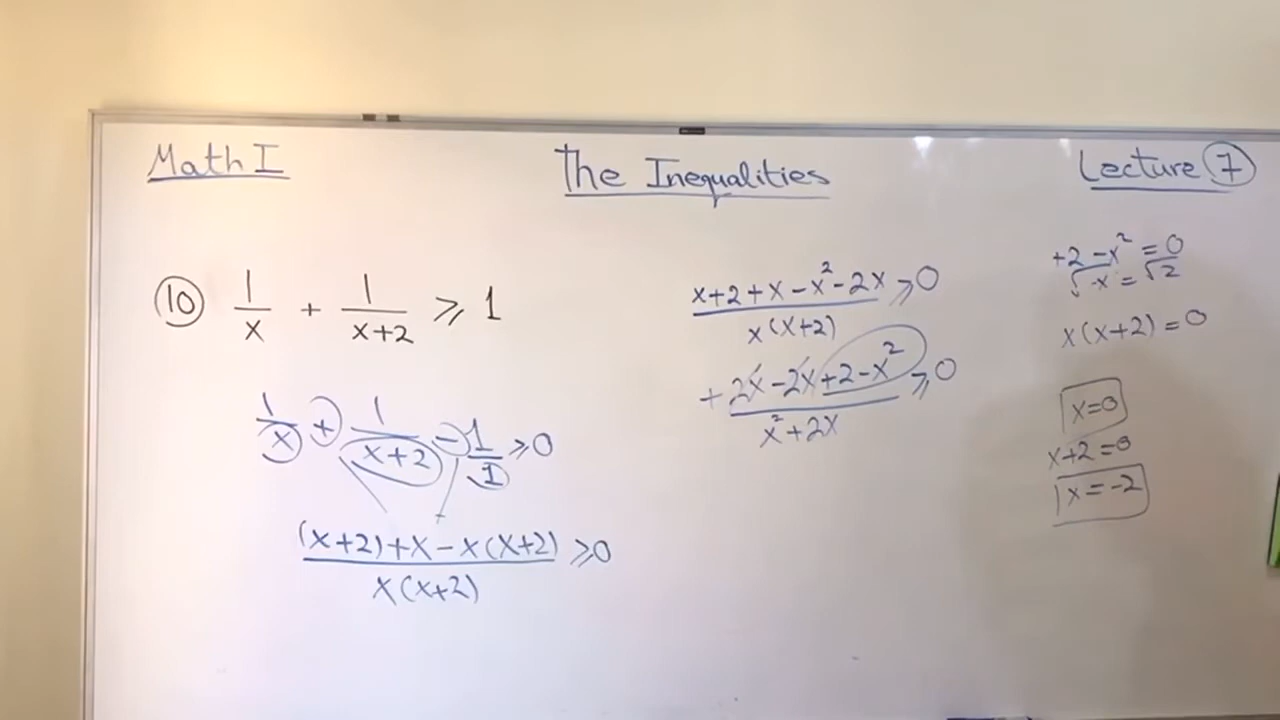 Math I
The Inequalities
Lecture 7
10 1/x + 1/(x+2) ≥ 1
1/x + 1/(x+2) - 1/1 ≥ 0
((x+2)+x-x(x+2))/(x(x+2)) ≥ 0
(x+2+x-x²-2x)/(x(x+2)) ≥ 0
(+2x-2x+2-x²)/(x²+2x) ≥ 0
+2-x² = 0
√-x² = √2
x(x+2) = 0
x=0
x+2=0
x=-2